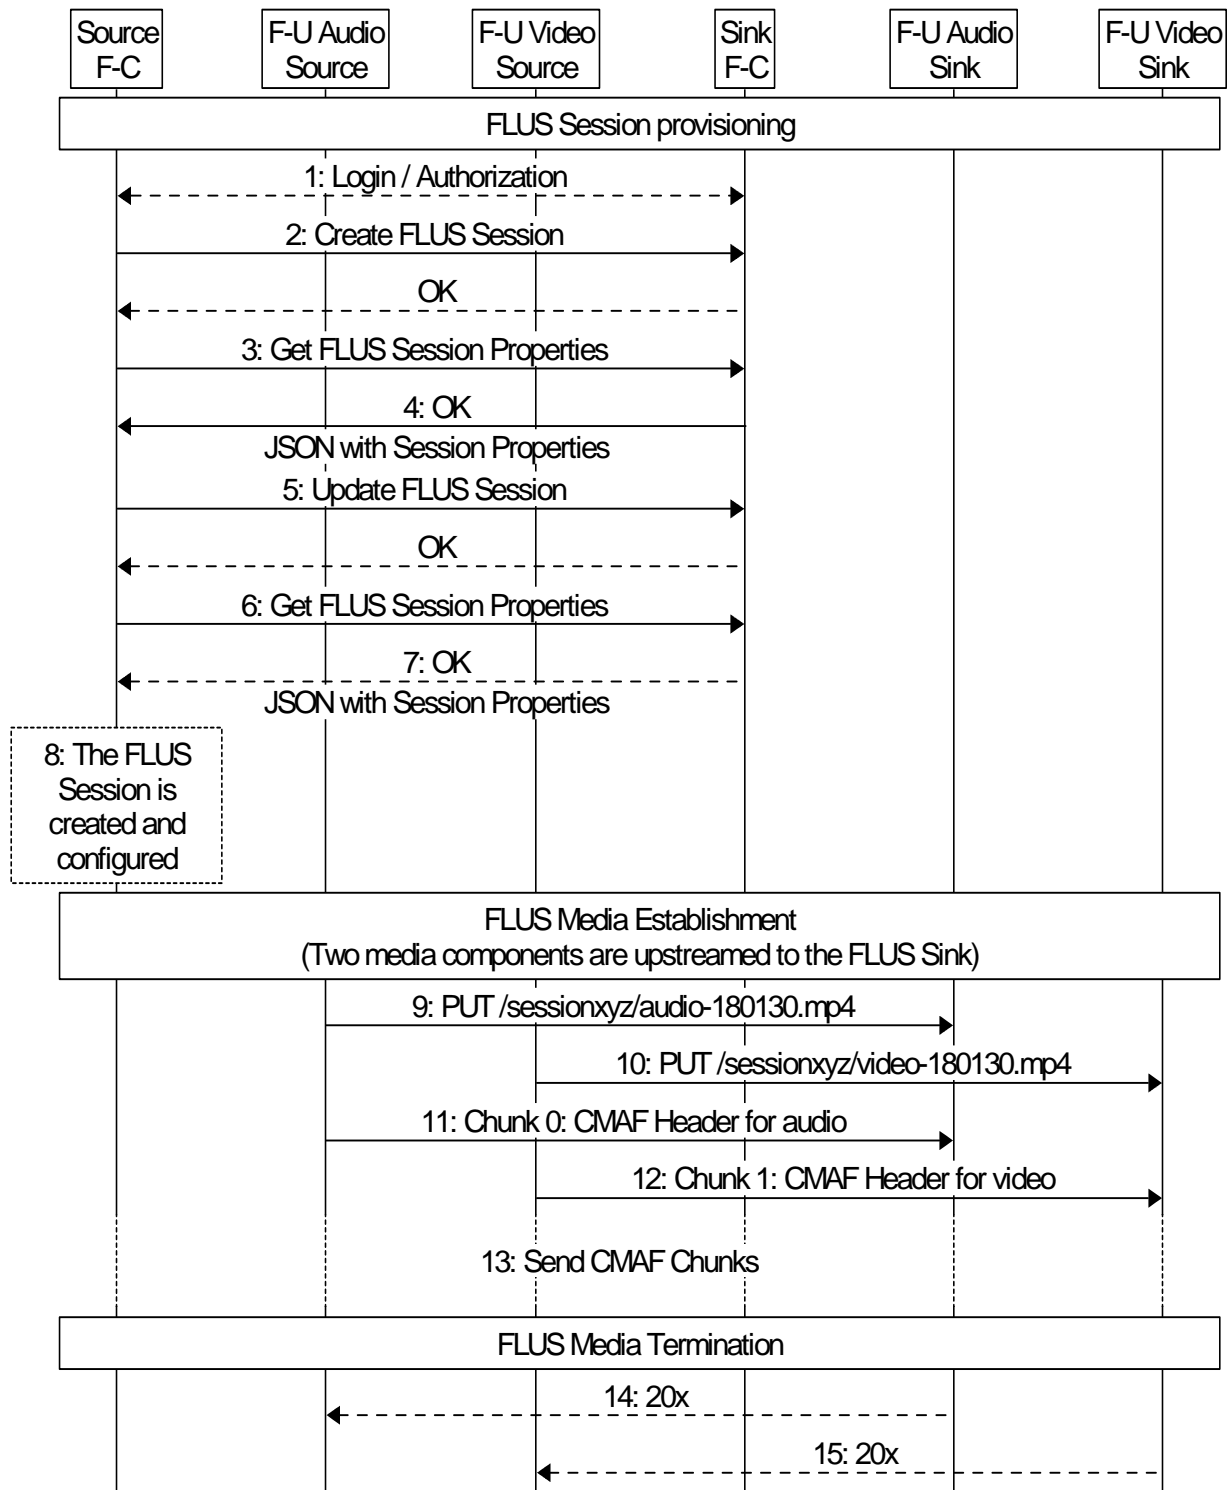 Source
F-C
F-U Audio
Source
F-U Video
Source
Sink
F-C
F-U Audio
Sink
F-U Video
Sink
FLUS Session provisioning
1: Login / Authorization
2: Create FLUS Session
OK
3: Get FLUS Session Properties
4: OK
JSON with Session Properties
5: Update FLUS Session
OK
6: Get FLUS Session Properties
7: OK
JSON with Session Properties
8: The FLUS
Session is
created and
configured
FLUS Media Establishment
(Two media components are upstreamed to the FLUS Sink)
9: PUT /sessionxyz/audio-180130.mp4
10: PUT /sessionxyz/video-180130.mp4
11: Chunk 0: CMAF Header for audio
12: Chunk 1: CMAF Header for video
13: Send CMAF Chunks
FLUS Media Termination
14: 20x
15: 20x